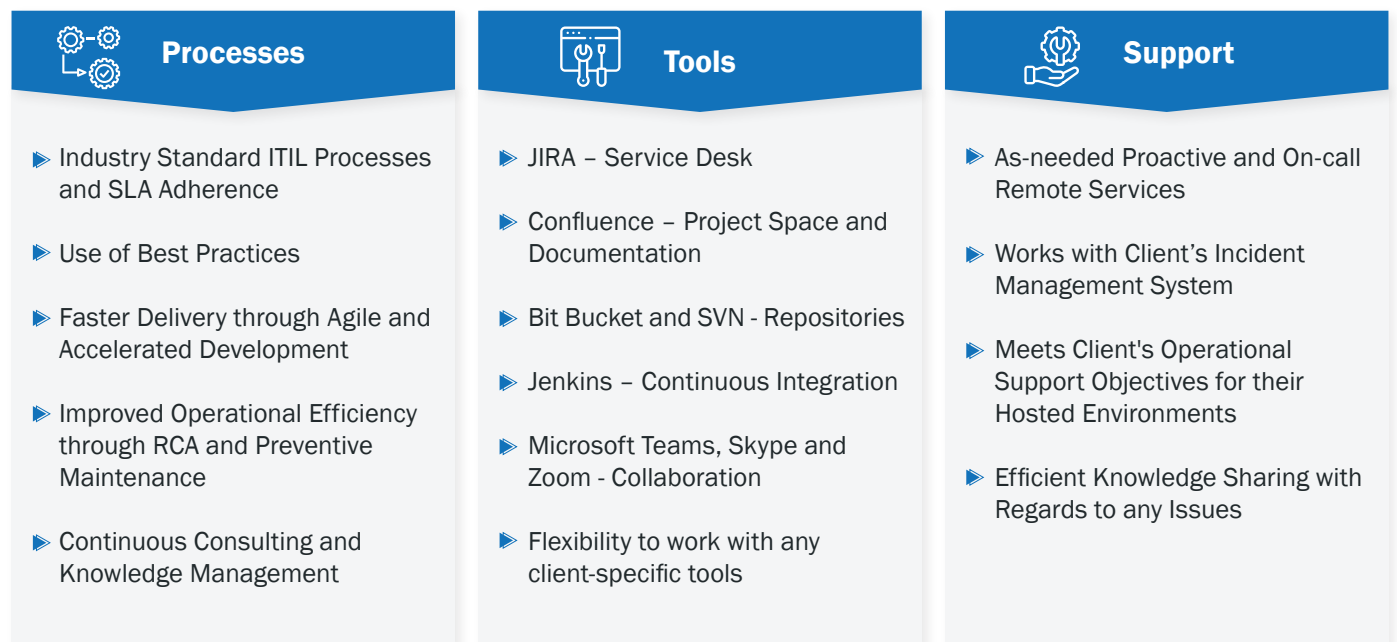 Processes
Industry Standard ITIL Processes
and SLA Adherence
Use of Best Practices
Faster Delivery through Agile and
Accelerated Development
Improved Operational Efficiency
through RCA and Preventive
Maintenance
Continuous Consulting and
Knowledge Management
Tools
JIRA – Service Desk
Confluence – Project Space and
Documentation
Bit Bucket and SVN - Repositories
Jenkins – Continuous Integration
Microsoft Teams, Skype and
Zoom - Collaboration
Flexibility to work with any
client-specific tools
Support
As-needed Proactive and On-call
Remote Services
Works with Client’s Incident
Management System
Meets Client's Operational
Support Objectives for their
Hosted Environments
Efficient Knowledge Sharing with
Regards to any Issues